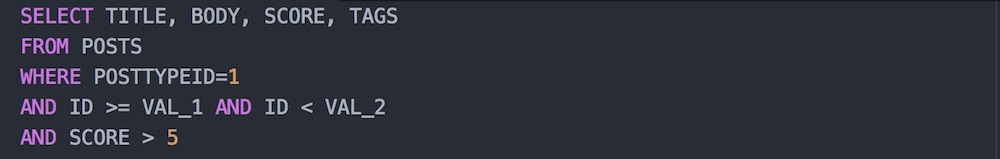 SELECT TITLE, BODY, SCORE, TAGS
FROM POSTS
WHERE POSTTYPEID=1
AND ID >= VAL_1 AND ID < VAL_2
AND SCORE > 5